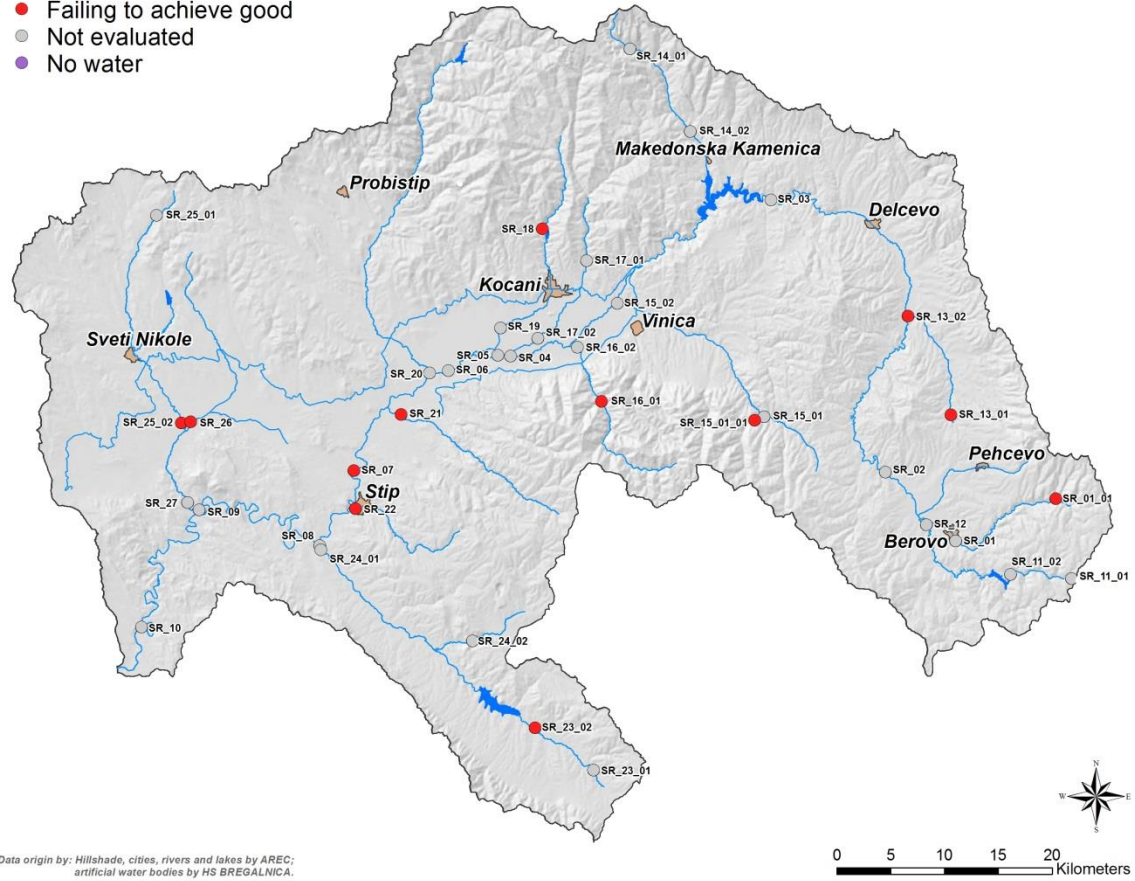 Failing to achieve good
Not evaluated
No water
SR_14_01
SR_14_02
Makedonska Kamenica
Probistip
SR_03
Delcevo
SR_25_01
SR_18
SR_17_01
Kocani
SR_15_02
SR_13_02
Vinica
SR_19
SR_17_02
Sveti Nikole
SR_16_02
SR_05
SR_04
SR_06
SR_20
SR_16_01
SR_21
SR_15_01
SR_15_01_01
SR_13_01
SR_25_02
SR_26
Pehcevo
SR_07
SR_02
Stip
SR_01_01
SR_27
SR_09
SR_22
SR_12
Berovo
SR_01
SR_08
SR_24_01
SR_11_02
SR_11_01
SR_10
SR_24_02
SR_23_02
SR_23_01
N
W
E
S
Data origin by: Hillshade, cities, rivers and lakes by AREC;
artificial water bodies by HS BREGALNICA.
0 5 10 15 20
Kilometers